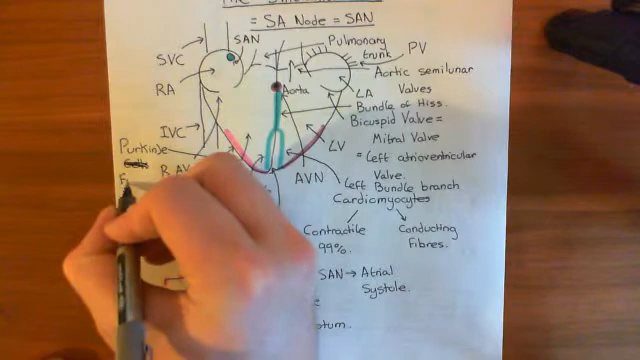 = SA Node = SAN
SAN
SVC
Pulmonary
trunk
PV
RA
Aortic semilunar
Valves
LA
Aorta
Bundle of Hiss.
IVC
Bicuspid Valve =
Mitral Valve
= Left atrioventricular
Valve.
LV
Purkinje
F
R.AV
AVN
Left Bundle branch
Cardiomyocytes
Contractile
99%.
Conducting
Fibres.
SAN → Atrial
Systole.